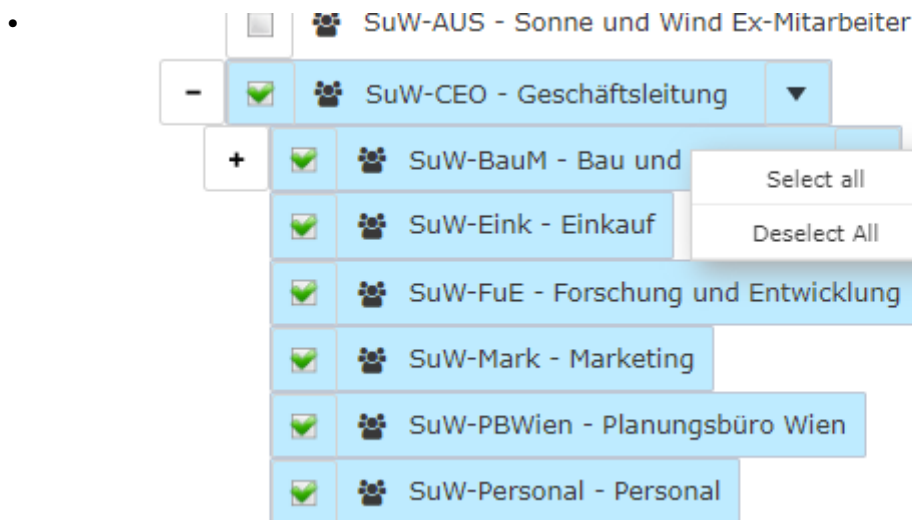 SuW-AUS - Sonne und Wind Ex-Mitarbeiter
SuW-CEO - Geschäftsleitung
SuW-BauM - Bau und
Select all
SuW-Eink - Einkauf
Deselect All
SuW-FuE - Forschung und Entwicklung
SuW-Mark - Marketing
SuW-PBWien - Planungsbüro Wien
SuW-Personal - Personal